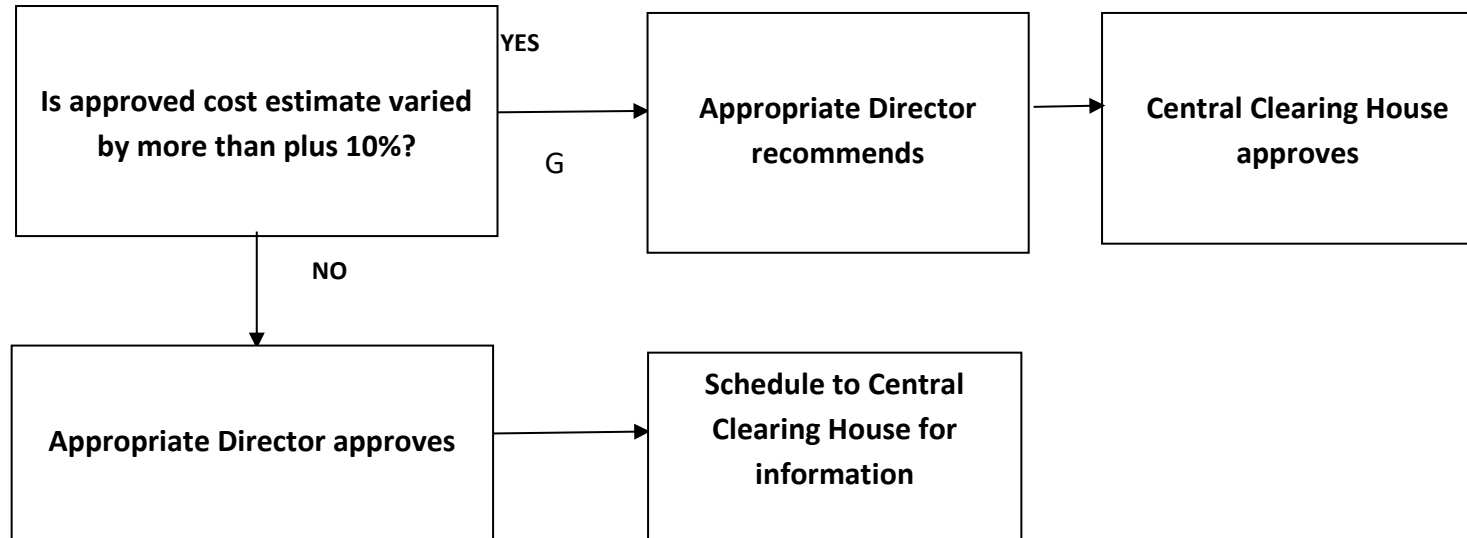 Is approved cost estimate varied
by more than plus 10%?
YES
G
Appropriate Director
recommends
Central Clearing House
approves
NO
Appropriate Director approves
Schedule to Central
Clearing House for
information